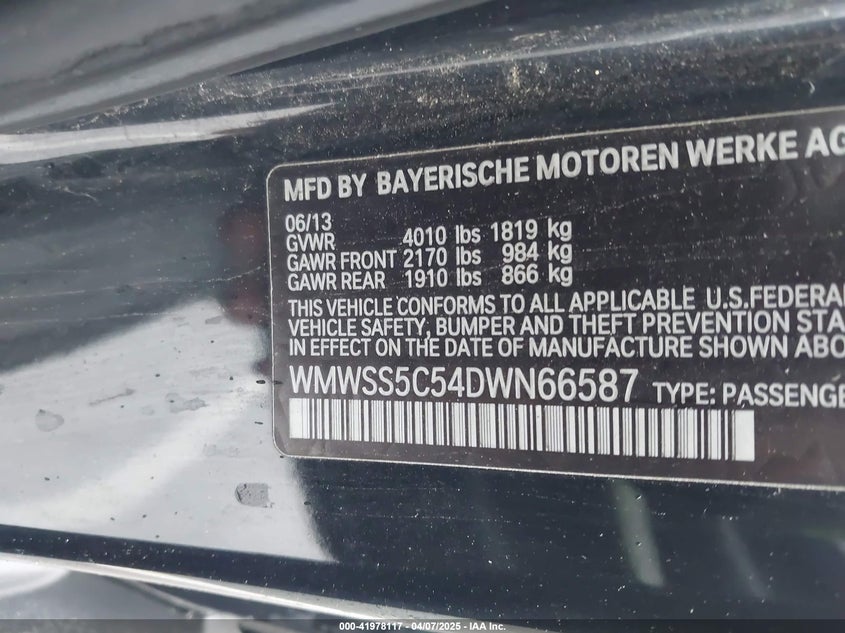 MFD BY BAYERISCHE MOTOREN WERKE AG
06/13
GVWR 4010 lbs 1819 kg
GAWR FRONT 2170 lbs 984 kg
GAWR REAR 1910 lbs 866 kg
THIS VEHICLE CONFORMS TO ALL APPLICABLE U.S.FEDERAL
VEHICLE SAFETY, BUMPER AND THEFT PREVENTION STA
IN EFFECT ON THE DATE OF MANUFACTURE SHOWN ABO
WMWSS5C54DWN66587 TYPE: PASSENGE
000-41978117 - 04/07/2025 - IAA Inc.